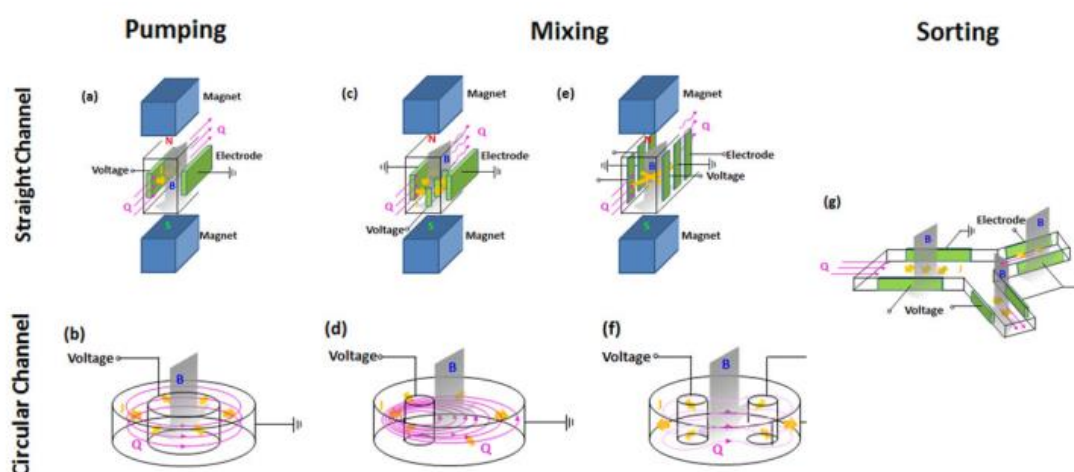 Pumping
Mixing
Sorting
Straight Channel
(a)
Magnet
N
Q
Electrode
Voltage
J
B
Q
S
Magnet
(c)
Magnet
N
Q
B
Electrode
Q
Voltage
S
Magnet
(e)
Magnet
N
Q
B
Electrode
Voltage
Q
S
Magnet
(g)
Electrode
B
B
Q
J
B
Voltage
Circular Channel
(b)
Voltage
B
J
Q
(d)
Voltage
B
J
Q
(f)
Voltage
B
J
Q